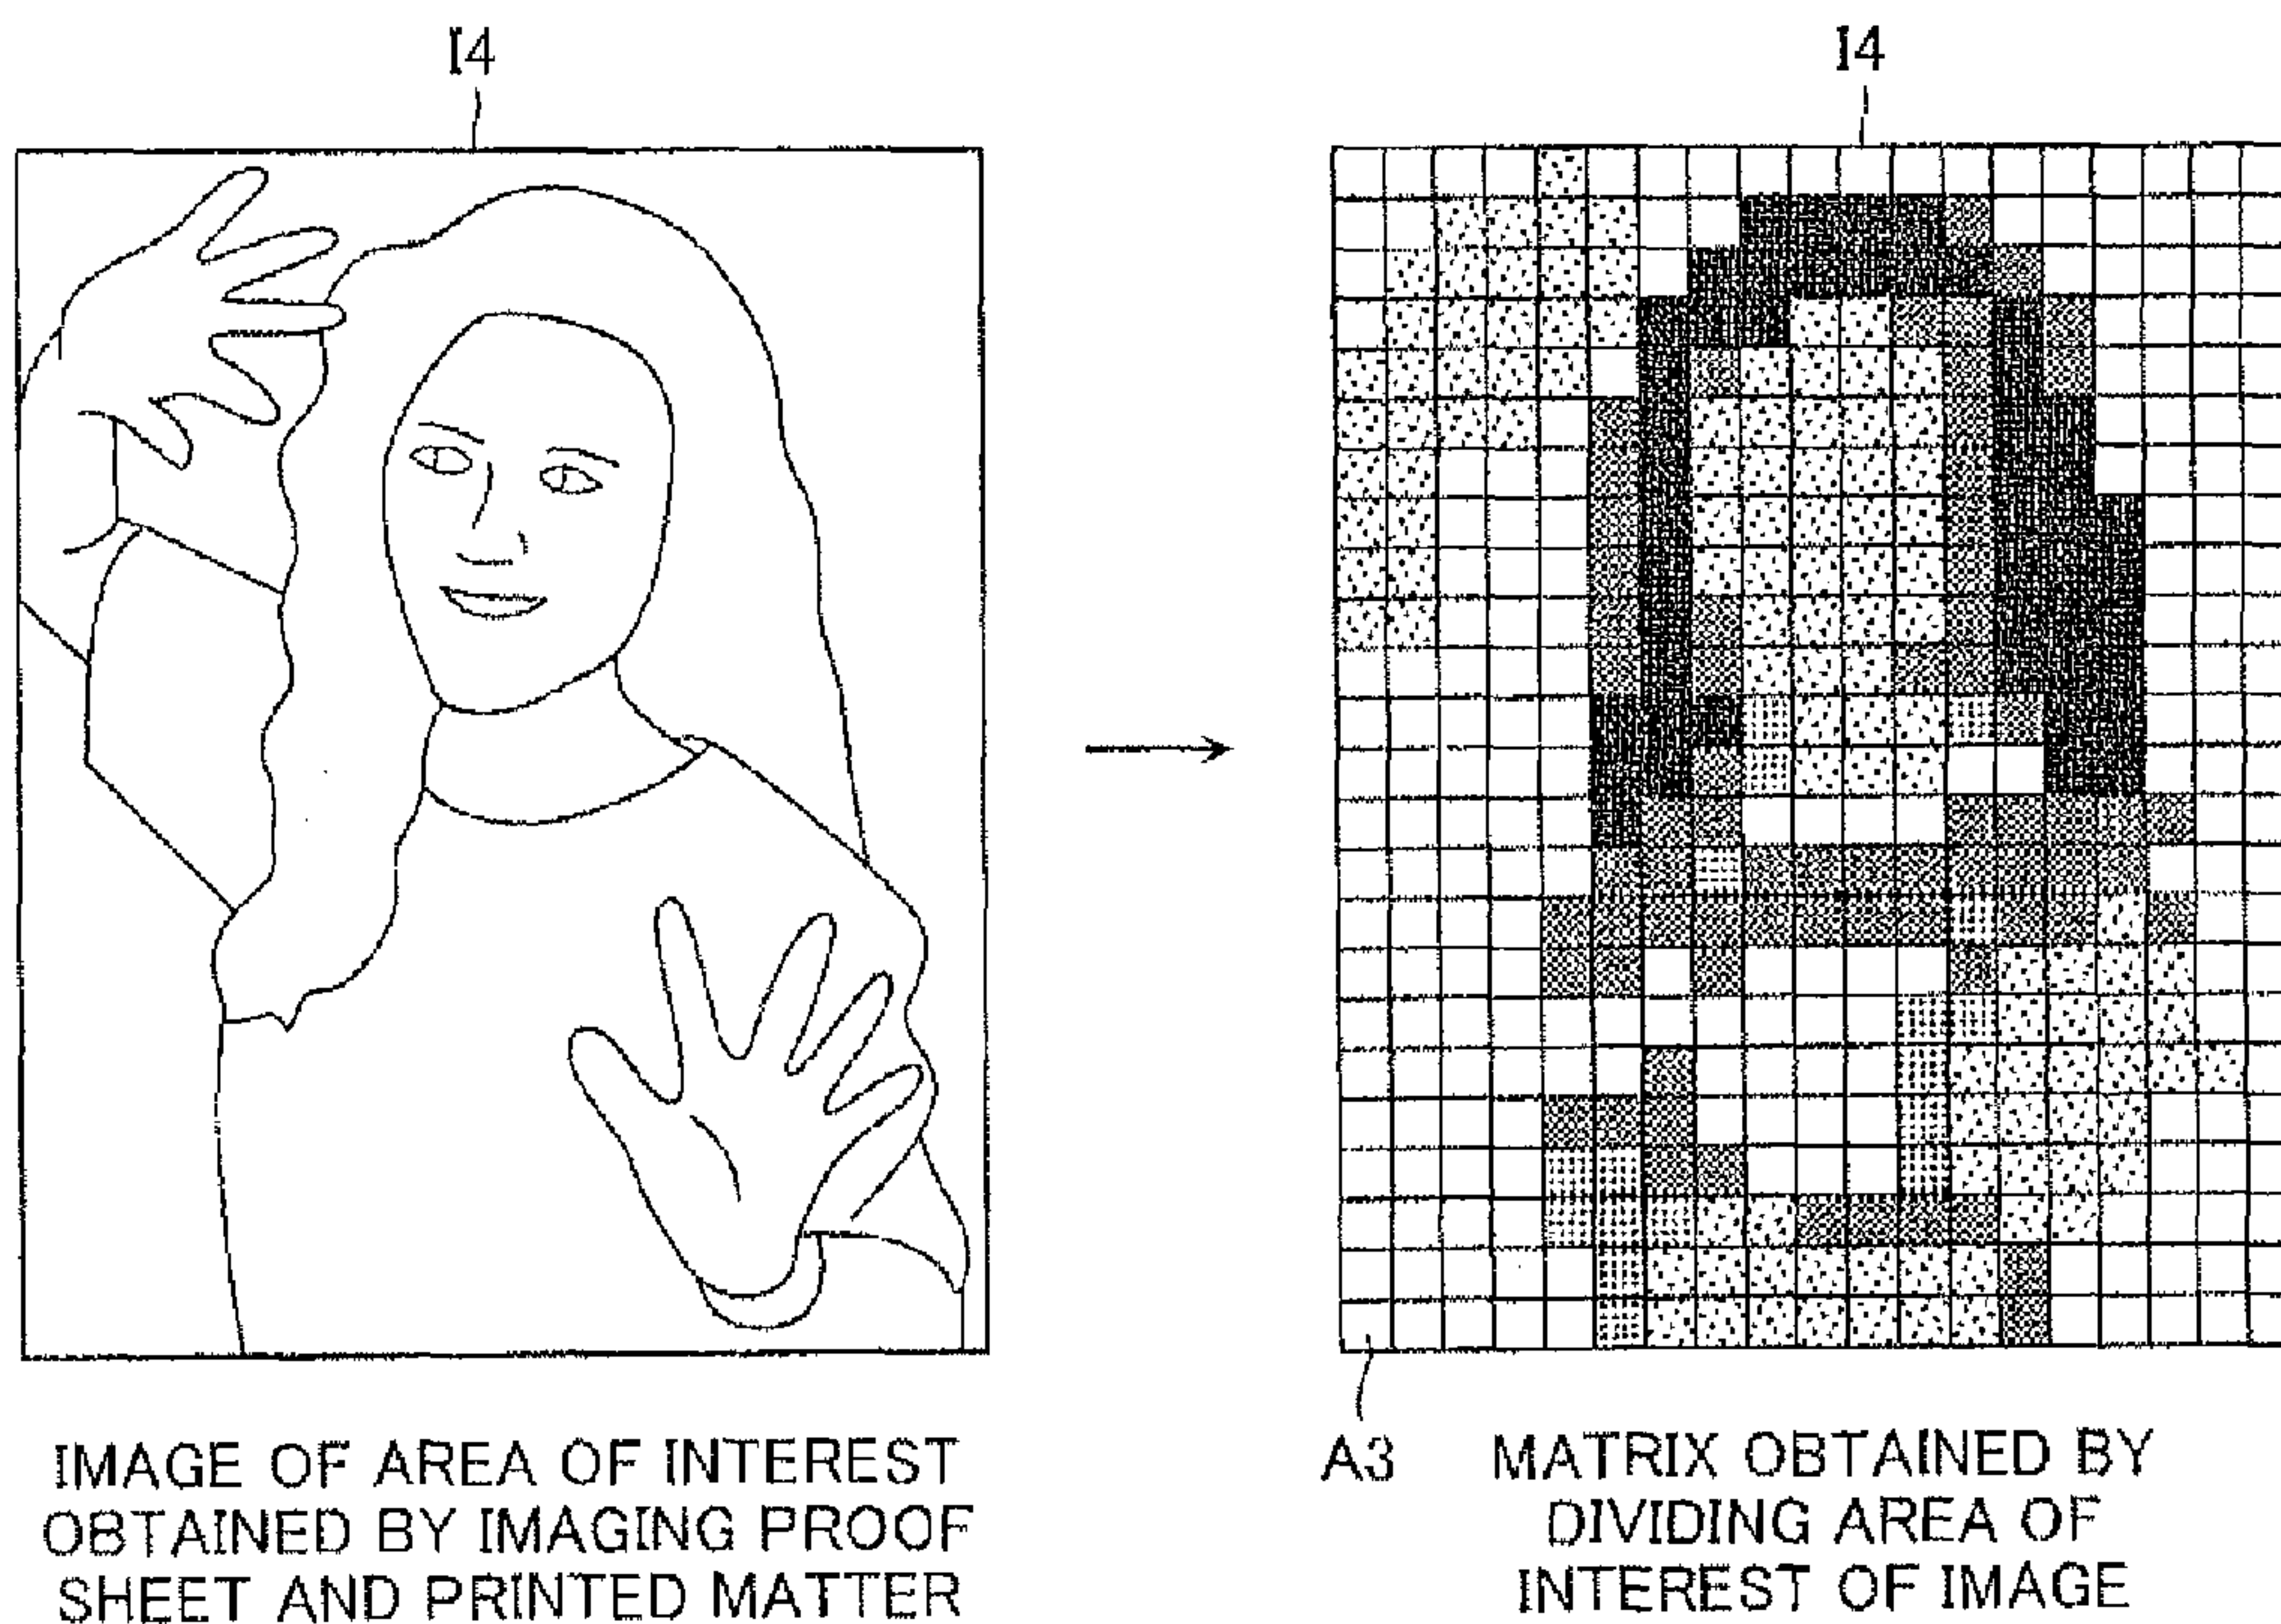 I4
I4
IMAGE OF AREA OF INTEREST
OBTAINED BY IMAGING PROOF
SHEET AND PRINTED MATTER
A3
MATRIX OBTAINED BY
DIVIDING AREA OF
INTEREST OF IMAGE